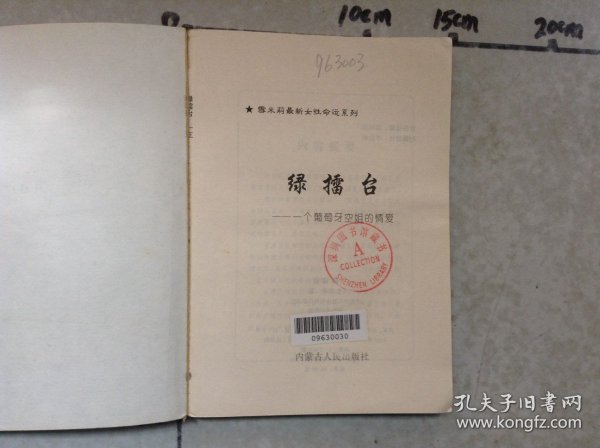 10cm
15cm
20cm
963003
★ 雪米莉最新女性命运系列
绿擂台
———一个葡萄牙空姐的情爱
深圳图书馆藏书
A
COLLECTION
SHENZHEN LIBRARY
09630030
内蒙古人民出版社
孔夫子旧书网
www.kongfz.com